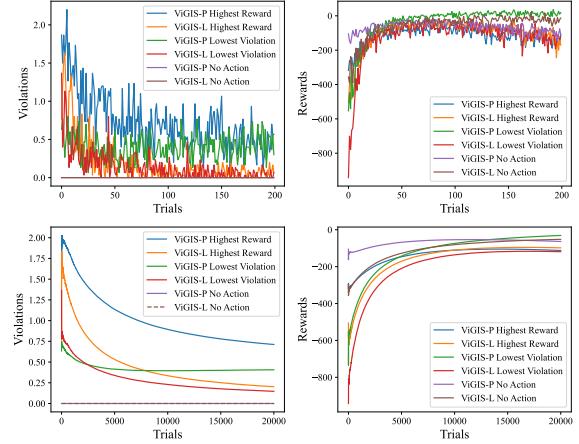 2.0
1.5
1.0
0.5
0.0
Violations
0
50
100
150
200
Trials
ViGIS-P Highest Reward
ViGIS-L Highest Reward
ViGIS-P Lowest Violation
ViGIS-L Lowest Violation
ViGIS-P No Action
ViGIS-L No Action
0
−200
−400
−600
−800
Rewards
0
50
100
150
200
Trials
ViGIS-P Highest Reward
ViGIS-L Highest Reward
ViGIS-P Lowest Violation
ViGIS-L Lowest Violation
ViGIS-P No Action
ViGIS-L No Action
2.00
1.75
1.50
1.25
1.00
0.75
0.50
0.25
0.00
Violations
0
5000
10000
15000
20000
Trials
ViGIS-P Highest Reward
ViGIS-L Highest Reward
ViGIS-P Lowest Violation
ViGIS-L Lowest Violation
ViGIS-P No Action
ViGIS-L No Action
0
−200
−400
−600
−800
Rewards
0
5000
10000
15000
20000
Trials
ViGIS-P Highest Reward
ViGIS-L Highest Reward
ViGIS-P Lowest Violation
ViGIS-L Lowest Violation
ViGIS-P No Action
ViGIS-L No Action